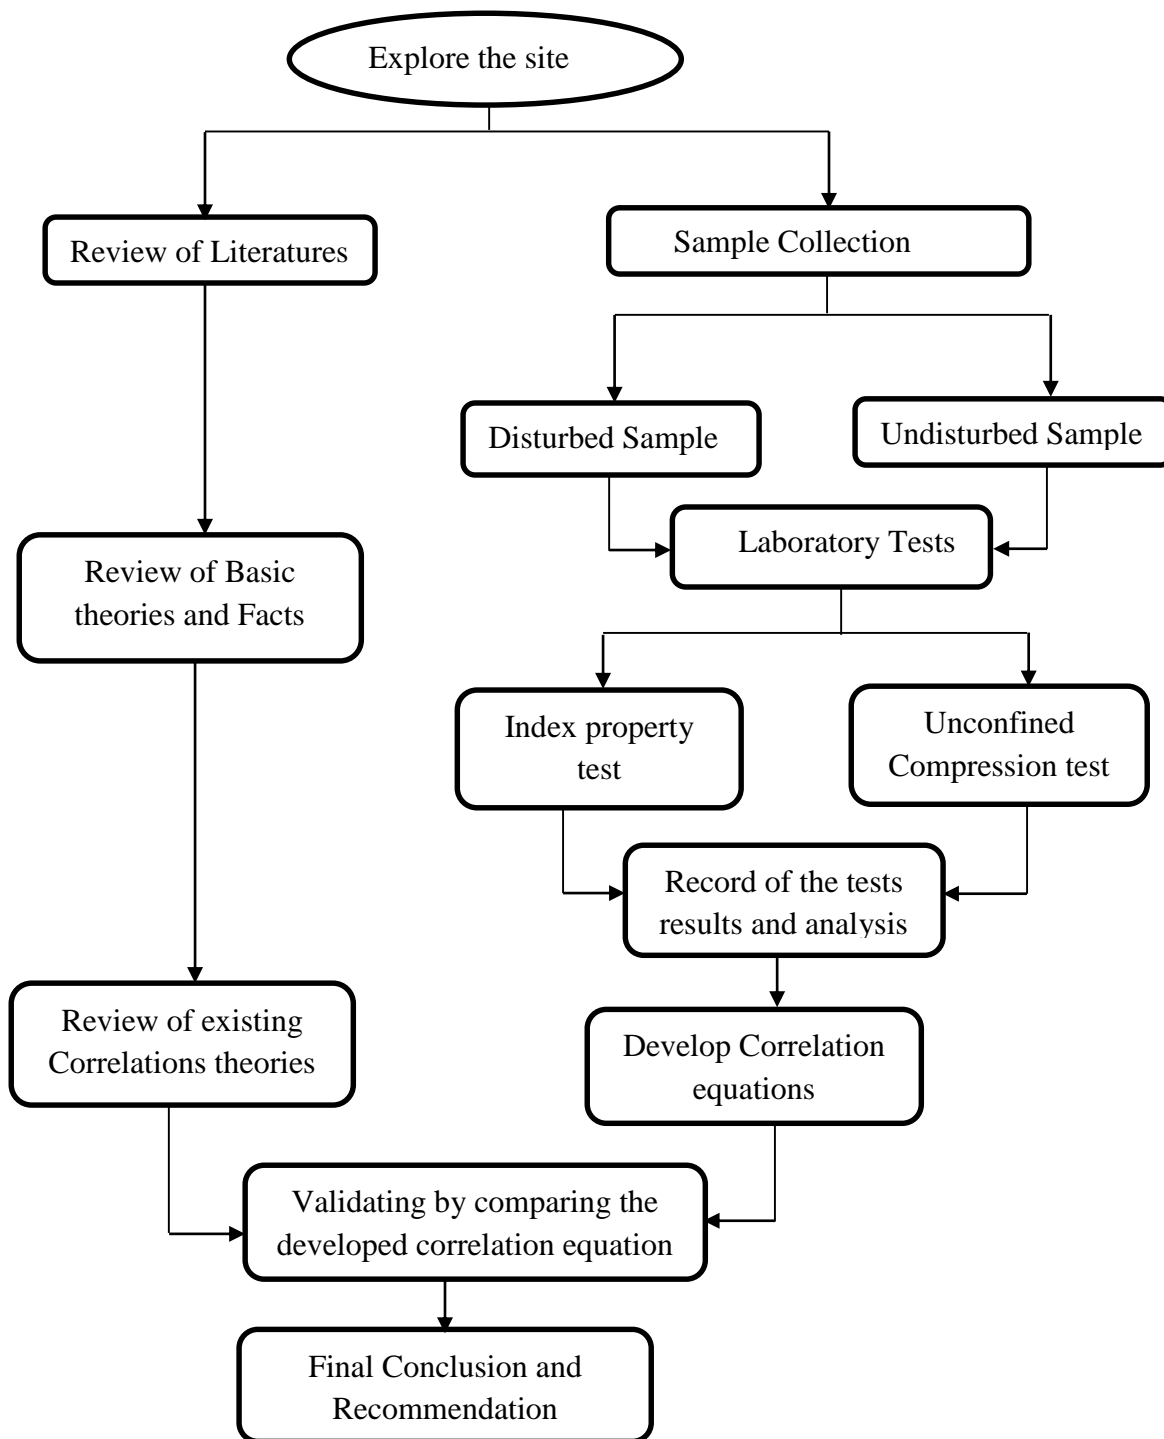 Explore the site
Review of Literatures
Sample Collection
Disturbed Sample
Undisturbed Sample
Laboratory Tests
Review of Basic
theories and Facts
Index property
test
Unconfined
Compression test
Record of the tests
results and analysis
Review of existing
Correlations theories
Develop Correlation
equations
Validating by comparing the
developed correlation equation
Final Conclusion and
Recommendation